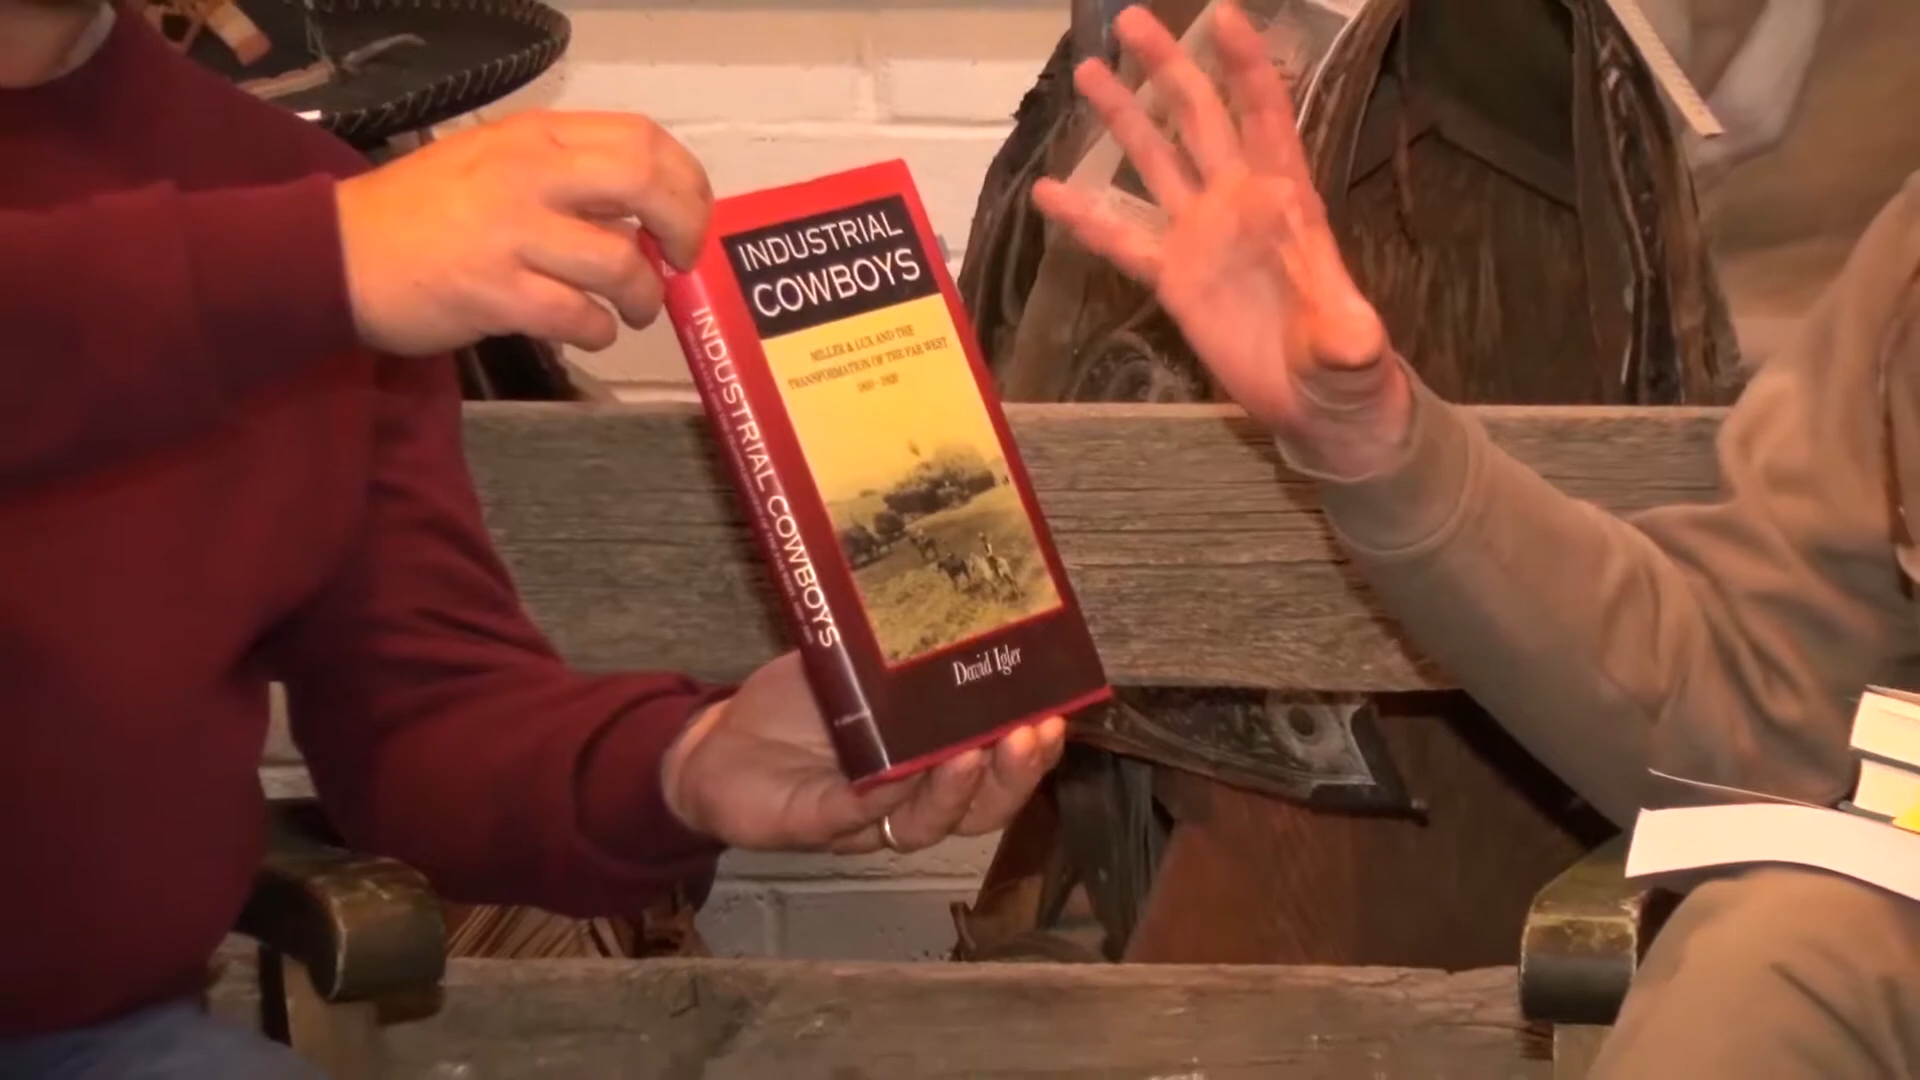 INDUSTRIAL
COWBOYS
MILLER & LUX AND THE
TRANSFORMATION OF THE FAR WEST
David Igler
INDUSTRIAL COWBOYS